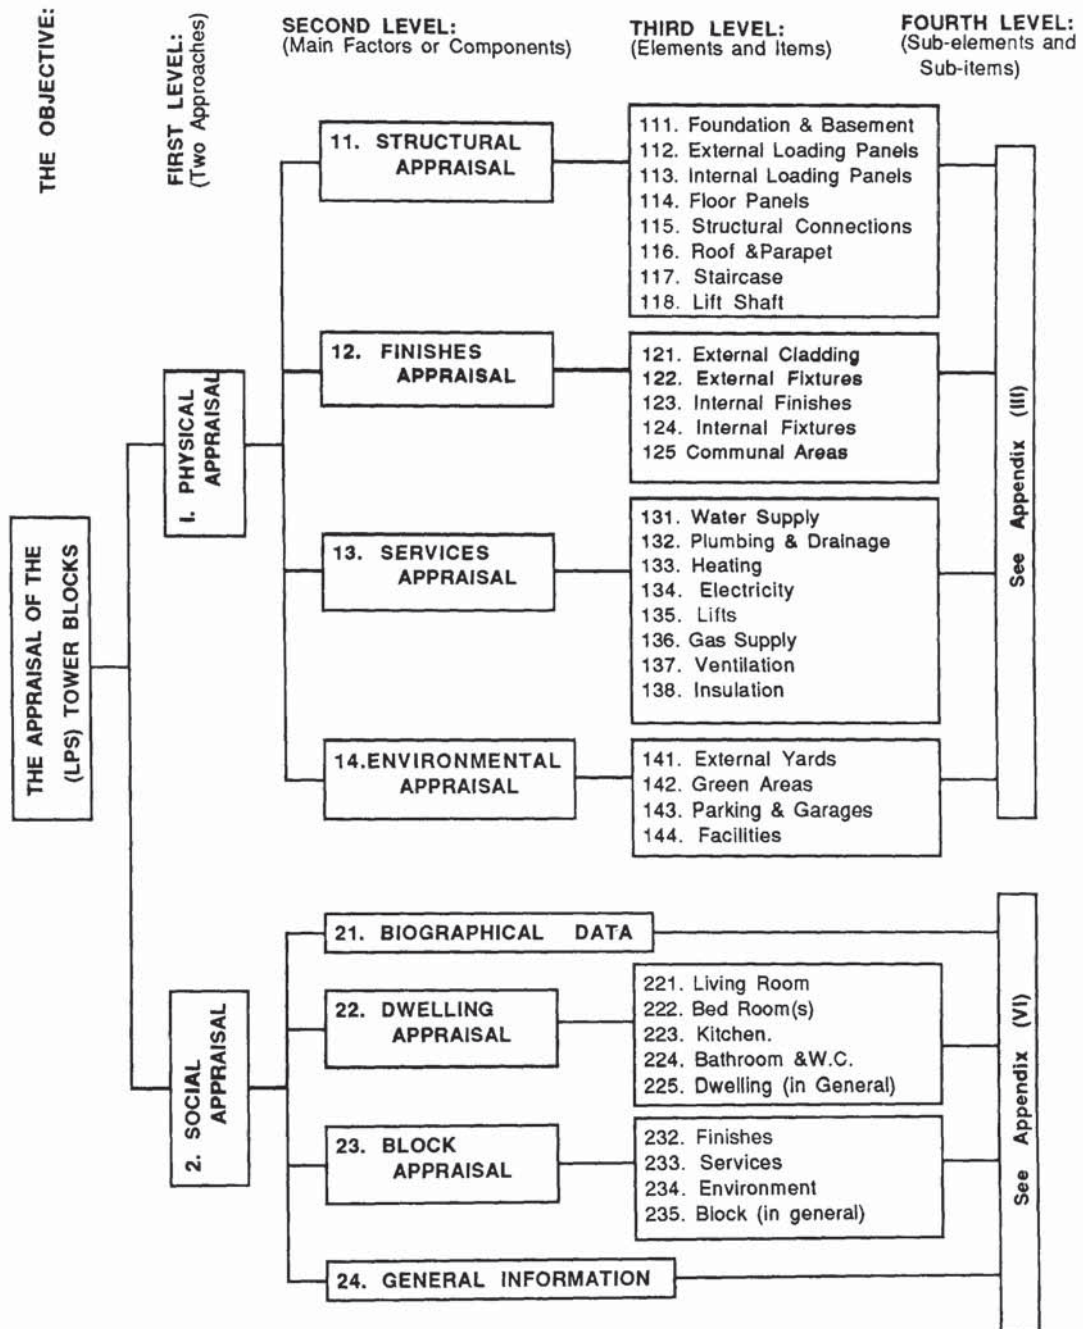 THE OBJECTIVE:
FIRST LEVEL:
(Two Approaches)
SECOND LEVEL:
(Main Factors or Components)
THIRD LEVEL:
(Elements and Items)
FOURTH LEVEL:
(Sub-elements and
Sub-items)
THE APPRAISAL OF THE
(LPS) TOWER BLOCKS
I. PHYSICAL
APPRAISAL
11. STRUCTURAL
APPRAISAL
111. Foundation & Basement
112. External Loading Panels
113. Internal Loading Panels
114. Floor Panels
115. Structural Connections
116. Roof &Parapet
117. Staircase
118. Lift Shaft
12. FINISHES
APPRAISAL
121. External Cladding
122. External Fixtures
123. Internal Finishes
124. Internal Fixtures
125 Communal Areas
13. SERVICES
APPRAISAL
131. Water Supply
132. Plumbing & Drainage
133. Heating
134. Electricity
135. Lifts
136. Gas Supply
137. Ventilation
138. Insulation
14.ENVIRONMENTAL
APPRAISAL
141. External Yards
142. Green Areas
143. Parking & Garages
144. Facilities
See Appendix (III)
2. SOCIAL
APPRAISAL
21. BIOGRAPHICAL DATA
22. DWELLING
APPRAISAL
221. Living Room
222. Bed Room(s)
223. Kitchen.
224. Bathroom &W.C.
225. Dwelling (in General)
23. BLOCK
APPRAISAL
232. Finishes
233. Services
234. Environment
235. Block (in general)
24. GENERAL INFORMATION
See Appendix (VI)